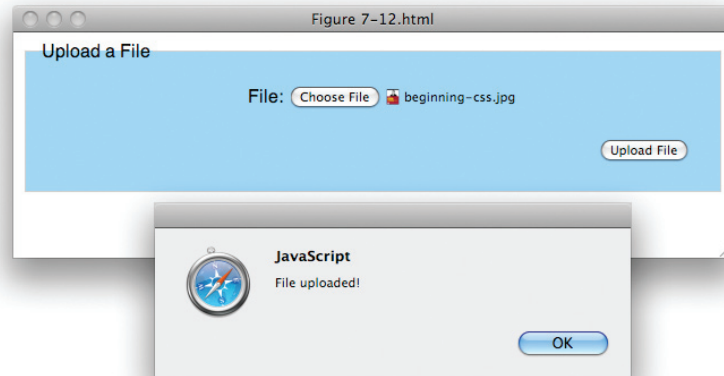 Figure 7-12.html
Upload a File
File: Choose File beginning-css.jpg
Upload File
JavaScript
File uploaded!
OK